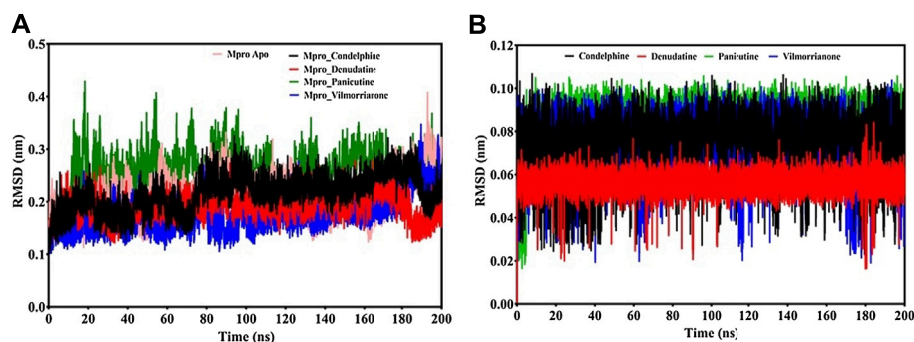 A
0.5
0.4
0.3
0.2
0.1
0.0
RMSD (nm)
Mpro Apo
Mpro_Condelphine
Mpro_Denudatine
Mpro_Panicutine
Mpro_Vilmorrianone
0 20 40 60 80 100 120 140 160 180 200
Time (ns)
B
0.12
0.10
0.08
0.06
0.04
0.02
0.00
RMSD (nm)
Condelphine Denudatine Panicutine Vilmorrianone
0 20 40 60 80 100 120 140 160 180 200
Time (ns)